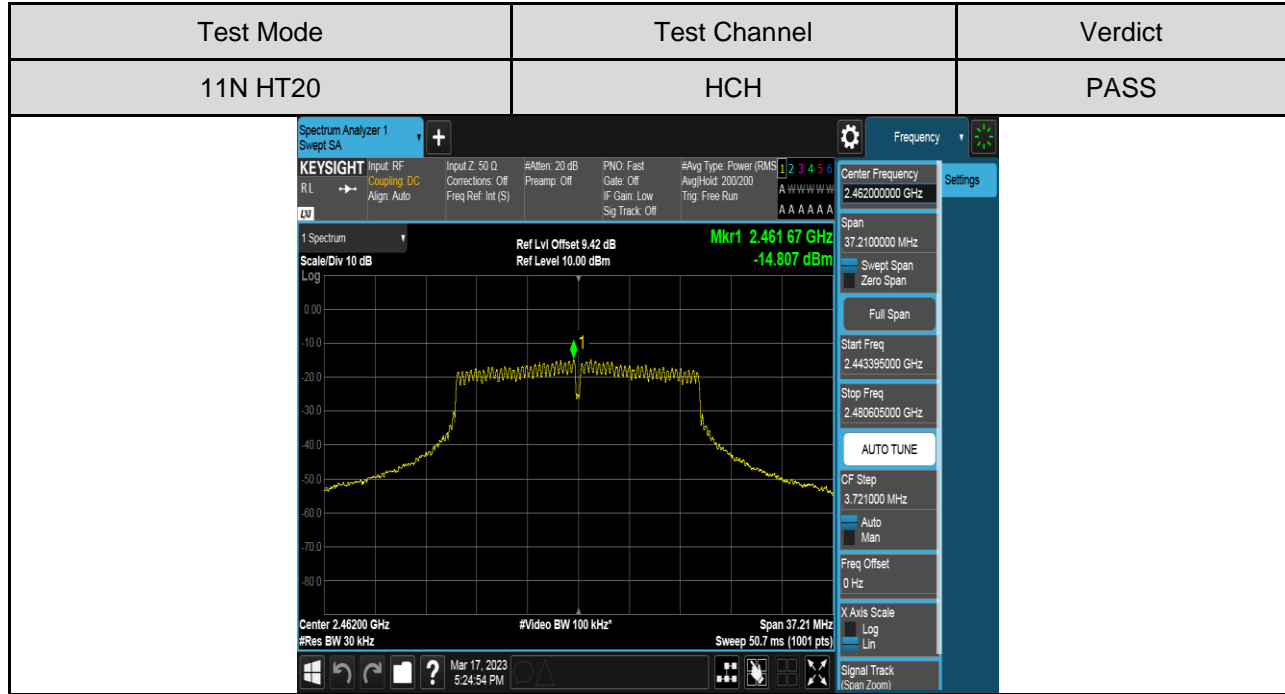 Test Mode Test Channel Verdict
11N HT20 HCH PASS
Spectrum Analyzer 1
Swept SA
+
Frequency
KEYSIGHT Input: RF Input Z: 50 Ω #Atten: 20 dB PNO: Fast #Avg Type: Power (RMS 1 2 3 4 5 6
RL Coupling: DC Corrections: Off Preamp: Off Gate: Off Avg|Hold: 200/200 A W W W W W
Align: Auto Freq Ref: Int (S) IF Gain: Low Trig: Free Run
LXI Sig Track: Off A A A A A A
1 Spectrum Ref Lvl Offset 9.42 dB Mkr1 2.461 67 GHz
Scale/Div 10 dB Ref Level 10.00 dBm -14.807 dBm
Log
0.00
-10.0
1
-20.0
-30.0
-40.0
-50.0
-60.0
-70.0
-80.0
Center 2.46200 GHz #Video BW 100 kHz* Span 37.21 MHz
#Res BW 30 kHz Sweep 50.7 ms (1001 pts)
?
Mar 17, 2023
5:24:54 PM
Center Frequency
2.462000000 GHz
Settings
Span
37.2100000 MHz
Swept Span
Zero Span
Full Span
Start Freq
2.443395000 GHz
Stop Freq
2.480605000 GHz
AUTO TUNE
CF Step
3.721000 MHz
Auto
Man
Freq Offset
0 Hz
X Axis Scale
Log
Lin
Signal Track
(Span Zoom)